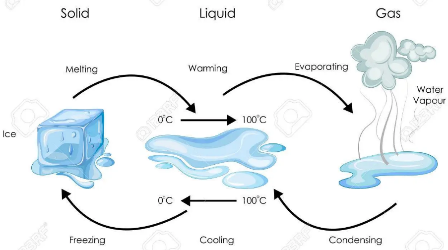 Solid
Liquid
Gas
Melting
Warming
Evaporating
Water
Vapour
Ice
0°C
100°C
0°C
100°C
Freezing
Cooling
Condensing